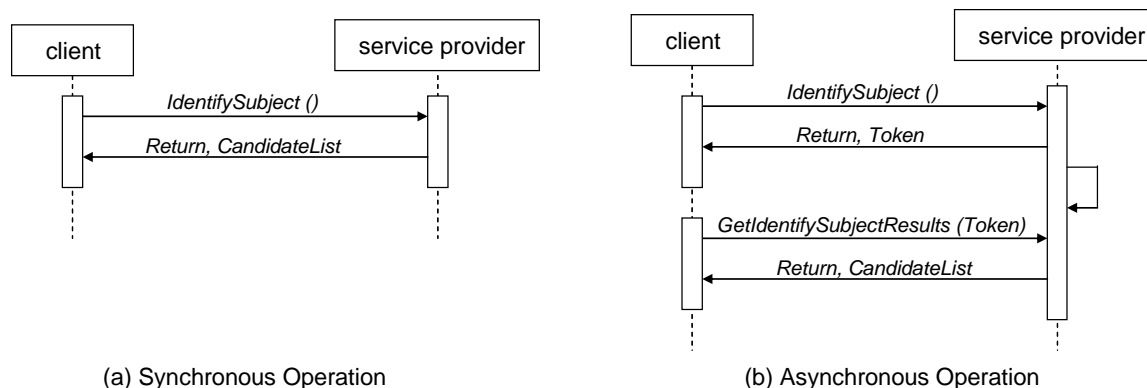 client
service provider
IdentifySubject ()
Return, CandidateList
(a) Synchronous Operation
client
service provider
IdentifySubject ()
Return, Token
GetIdentifySubjectResults (Token)
Return, CandidateList
(b) Asynchronous Operation